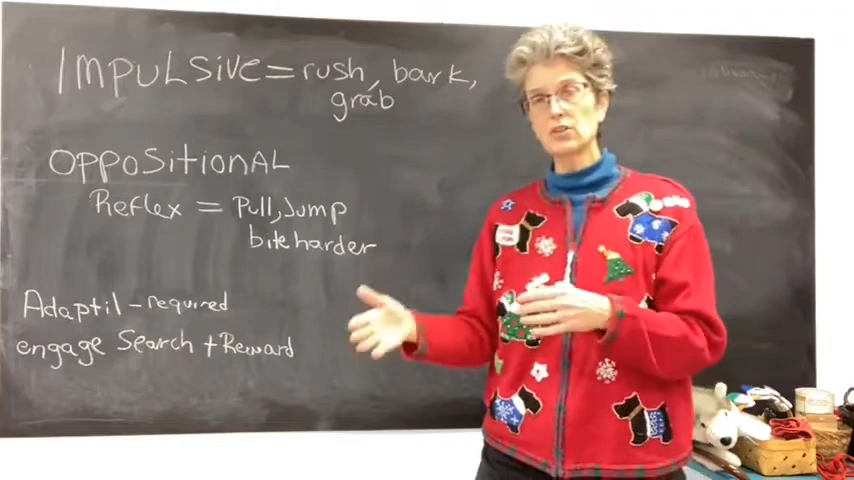 IMPULSIVE = rush, bark,
grab
OPPOSITIONAL
Reflex = Pull, Jump
bite harder
Adaptil - required
engage Search + Reward